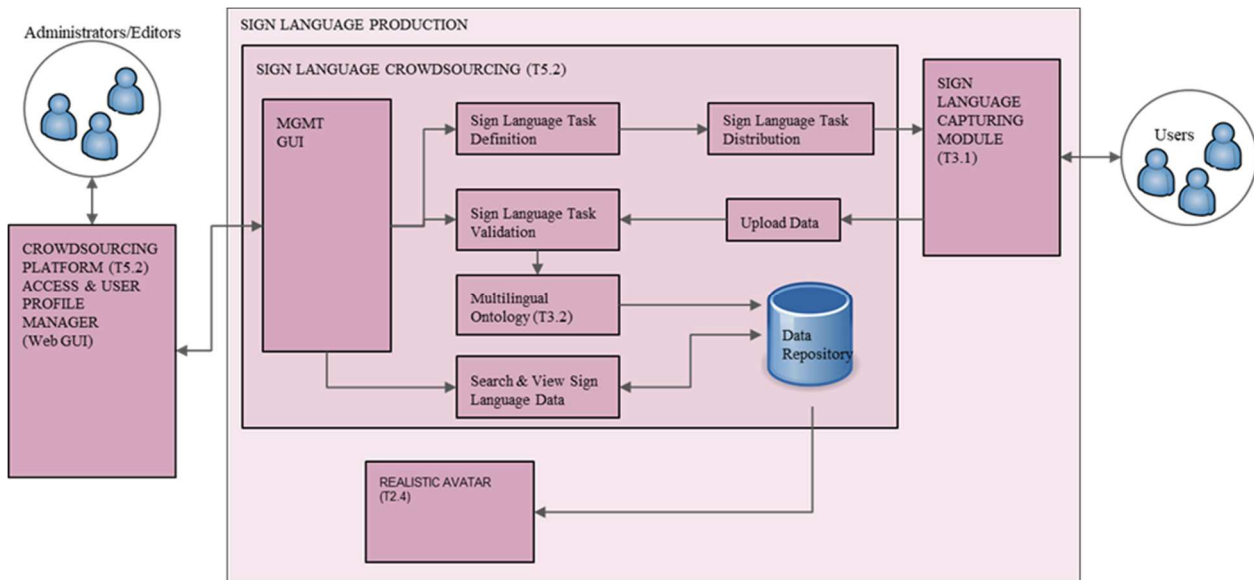 Administrators/Editors
SIGN LANGUAGE PRODUCTION
SIGN LANGUAGE CROWDSOURCING (T5.2)
MGMT
GUI
Sign Language Task
Definition
Sign Language Task
Distribution
SIGN
LANGUAGE
CAPTURING
MODULE
(T3.1)
Users
Sign Language Task
Validation
Upload Data
CROWDSOURCING
PLATFORM (T5.2)
ACCESS & USER
PROFILE
MANAGER
(Web GUI)
Multilingual
Ontology (T3.2)
Data
Repository
Search & View Sign
Language Data
REALISTIC AVATAR
(T2.4)